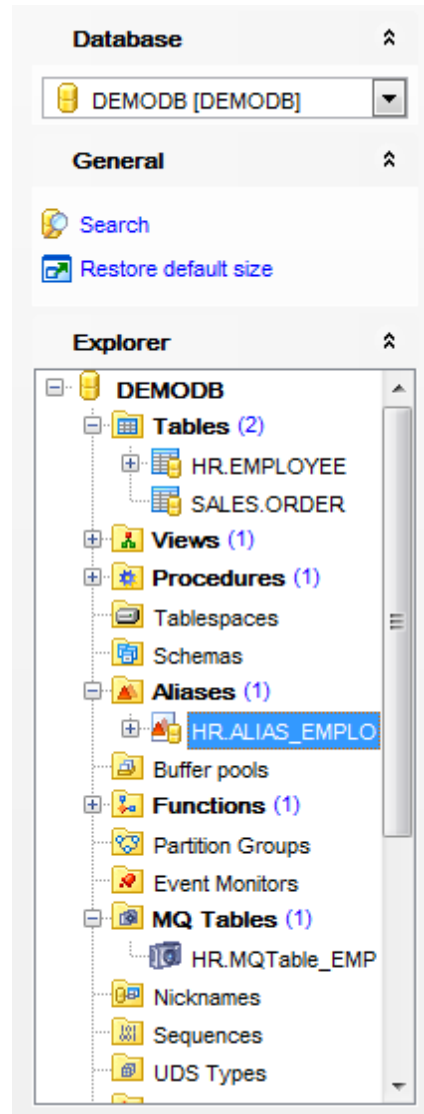 Database
DEMODB [DEMODB]
General
Search
Restore default size
Explorer
DEMODB
Tables (2)
HR.EMPLOYEE
SALES.ORDER
Views (1)
Procedures (1)
Tablespaces
Schemas
Aliases (1)
HR.ALIAS_EMPLO
Buffer pools
Functions (1)
Partition Groups
Event Monitors
MQ Tables (1)
HR.MQTable_EMP
Nicknames
Sequences
UDS Types